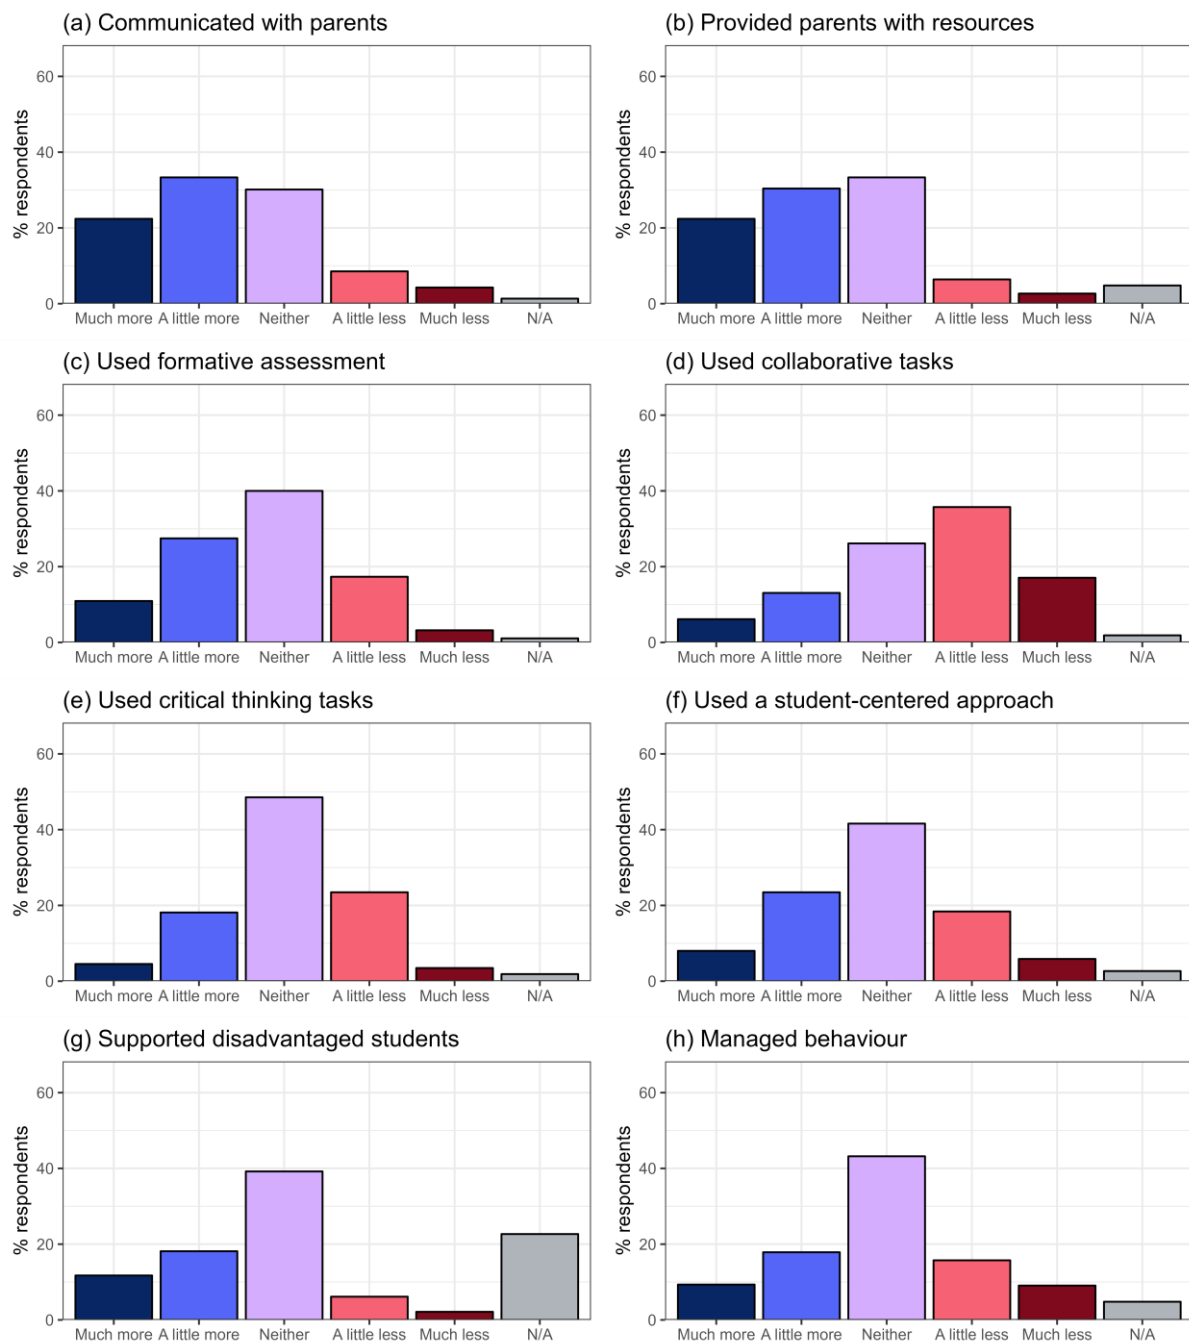 (a) Communicated with parents
% respondents
60
40
20
0
Much more A little more Neither A little less Much less N/A
(b) Provided parents with resources
% respondents
60
40
20
0
Much more A little more Neither A little less Much less N/A
(c) Used formative assessment
% respondents
60
40
20
0
Much more A little more Neither A little less Much less N/A
(d) Used collaborative tasks
% respondents
60
40
20
0
Much more A little more Neither A little less Much less N/A
(e) Used critical thinking tasks
% respondents
60
40
20
0
Much more A little more Neither A little less Much less N/A
(f) Used a student-centered approach
% respondents
60
40
20
0
Much more A little more Neither A little less Much less N/A
(g) Supported disadvantaged students
% respondents
60
40
20
0
Much more A little more Neither A little less Much less N/A
(h) Managed behaviour
% respondents
60
40
20
0
Much more A little more Neither A little less Much less N/A